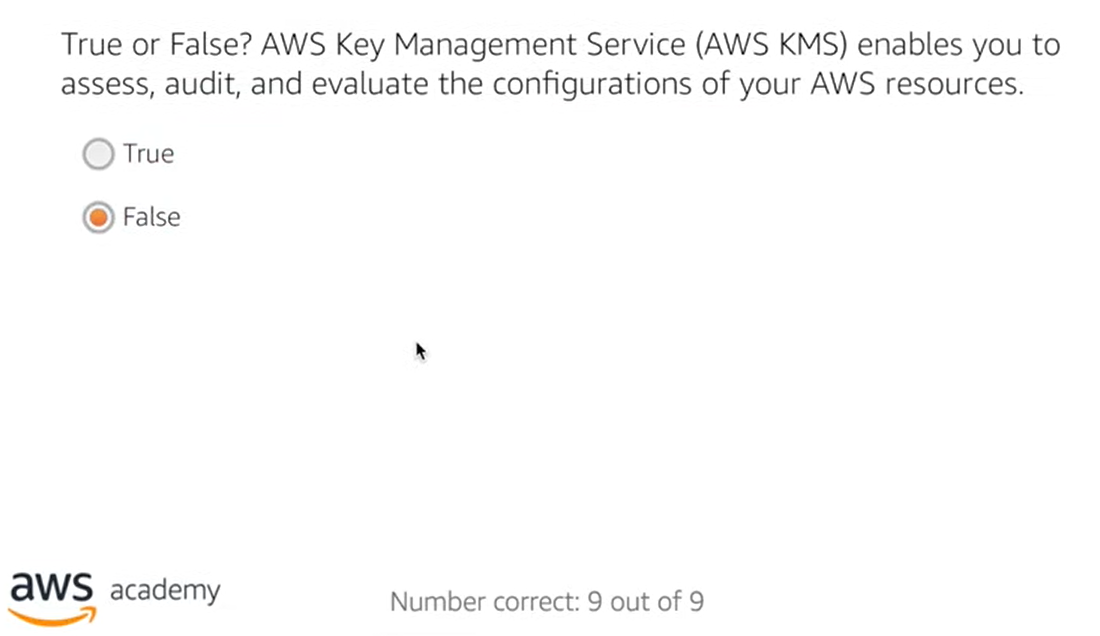 True or False? AWS Key Management Service (AWS KMS) enables you to
assess, audit, and evaluate the configurations of your AWS resources.
True
False
aws academy
Number correct: 9 out of 9